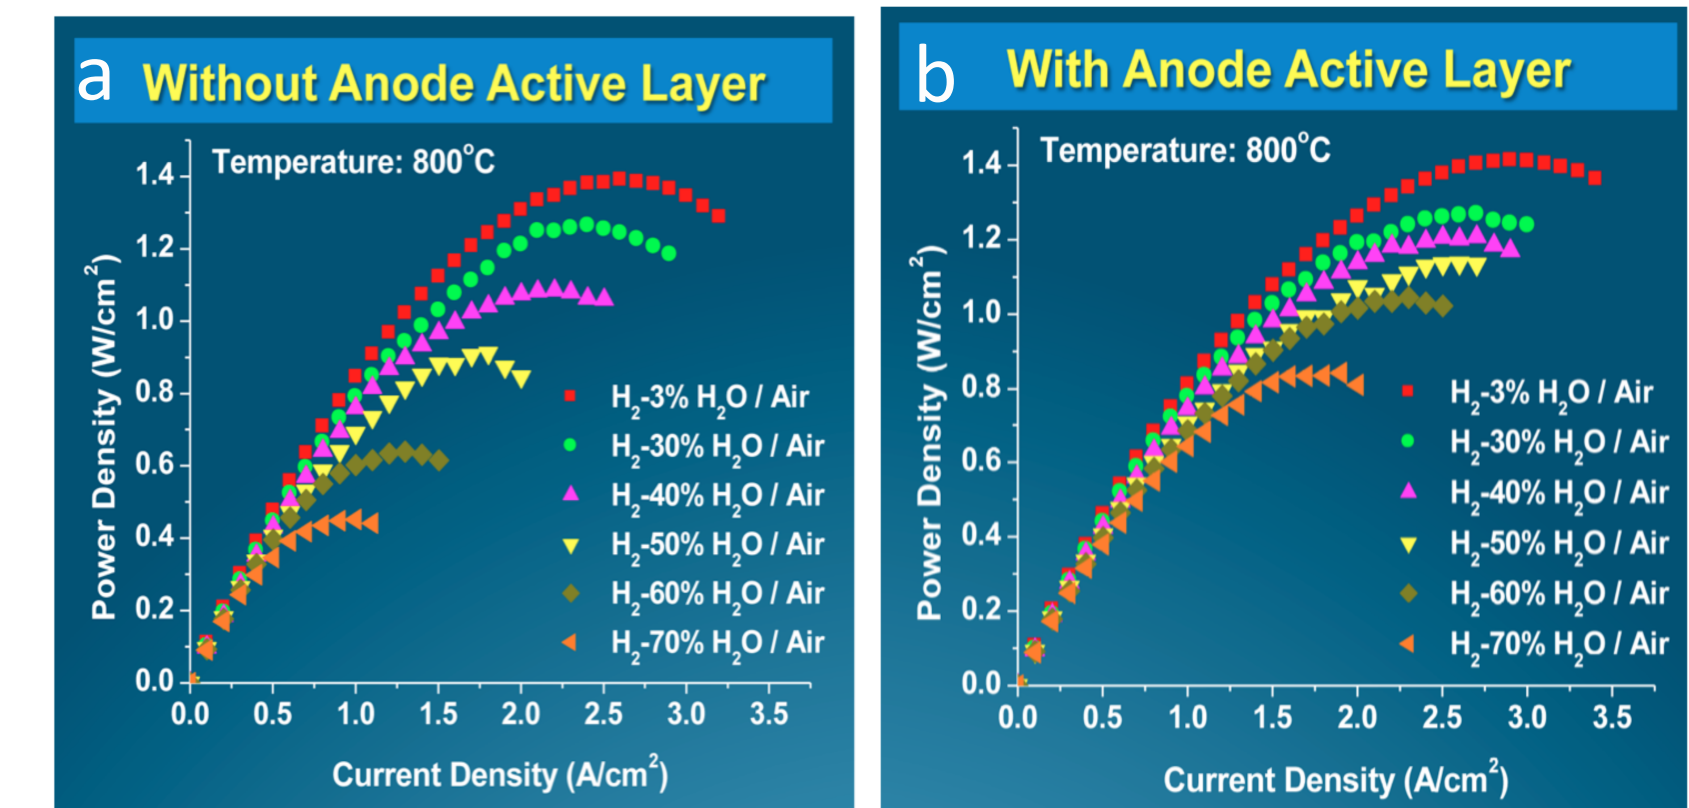 a
Without Anode Active Layer
Temperature: 800°C
1.4
1.2
1.0
0.8
0.6
0.4
0.2
0.0
Power Density (W/cm²)
H₂-3% H₂O / Air
H₂-30% H₂O / Air
H₂-40% H₂O / Air
H₂-50% H₂O / Air
H₂-60% H₂O / Air
H₂-70% H₂O / Air
0.0 0.5 1.0 1.5 2.0 2.5 3.0 3.5
Current Density (A/cm²)
b
With Anode Active Layer
Temperature: 800°C
1.4
1.2
1.0
0.8
0.6
0.4
0.2
0.0
Power Density (W/cm²)
H₂-3% H₂O / Air
H₂-30% H₂O / Air
H₂-40% H₂O / Air
H₂-50% H₂O / Air
H₂-60% H₂O / Air
H₂-70% H₂O / Air
0.0 0.5 1.0 1.5 2.0 2.5 3.0 3.5
Current Density (A/cm²)